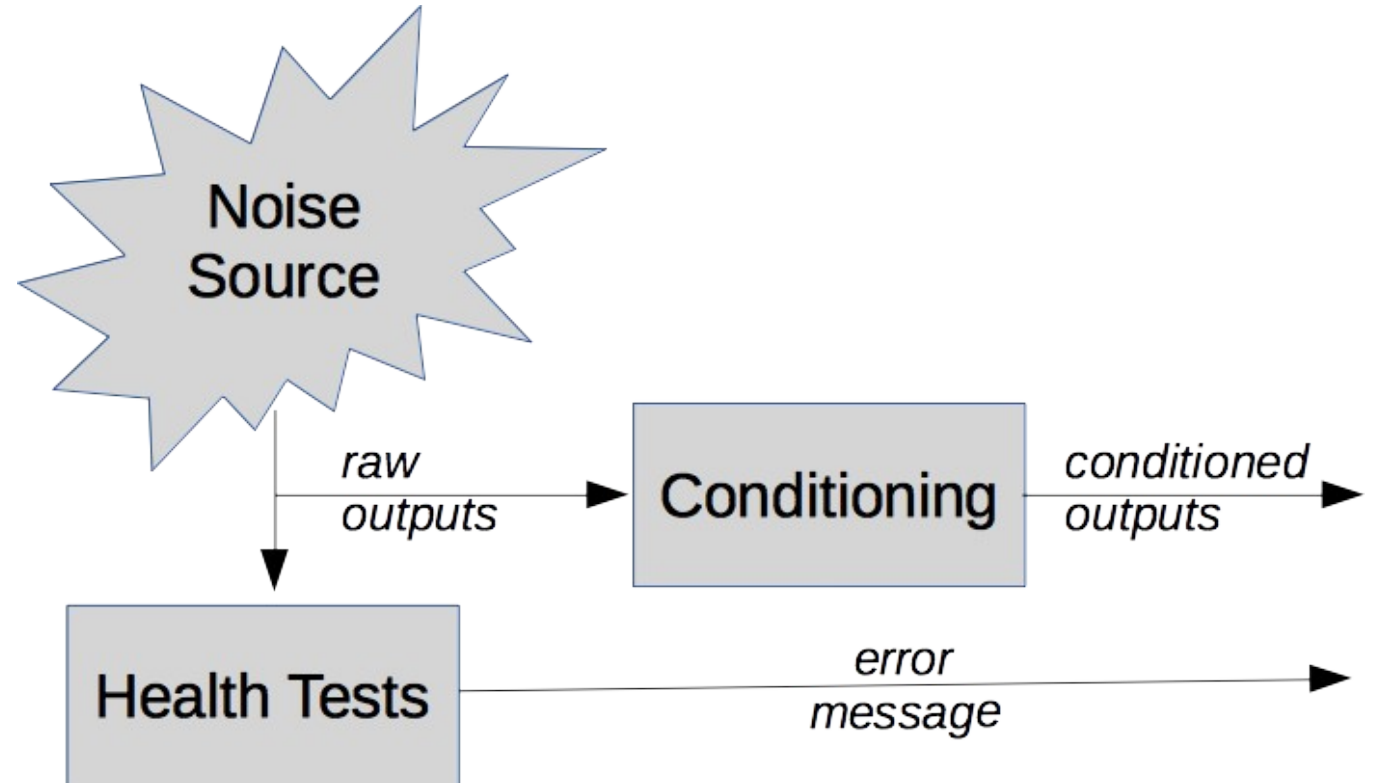 Noise
Source
raw
outputs
Conditioning
conditioned
outputs
Health Tests
error
message